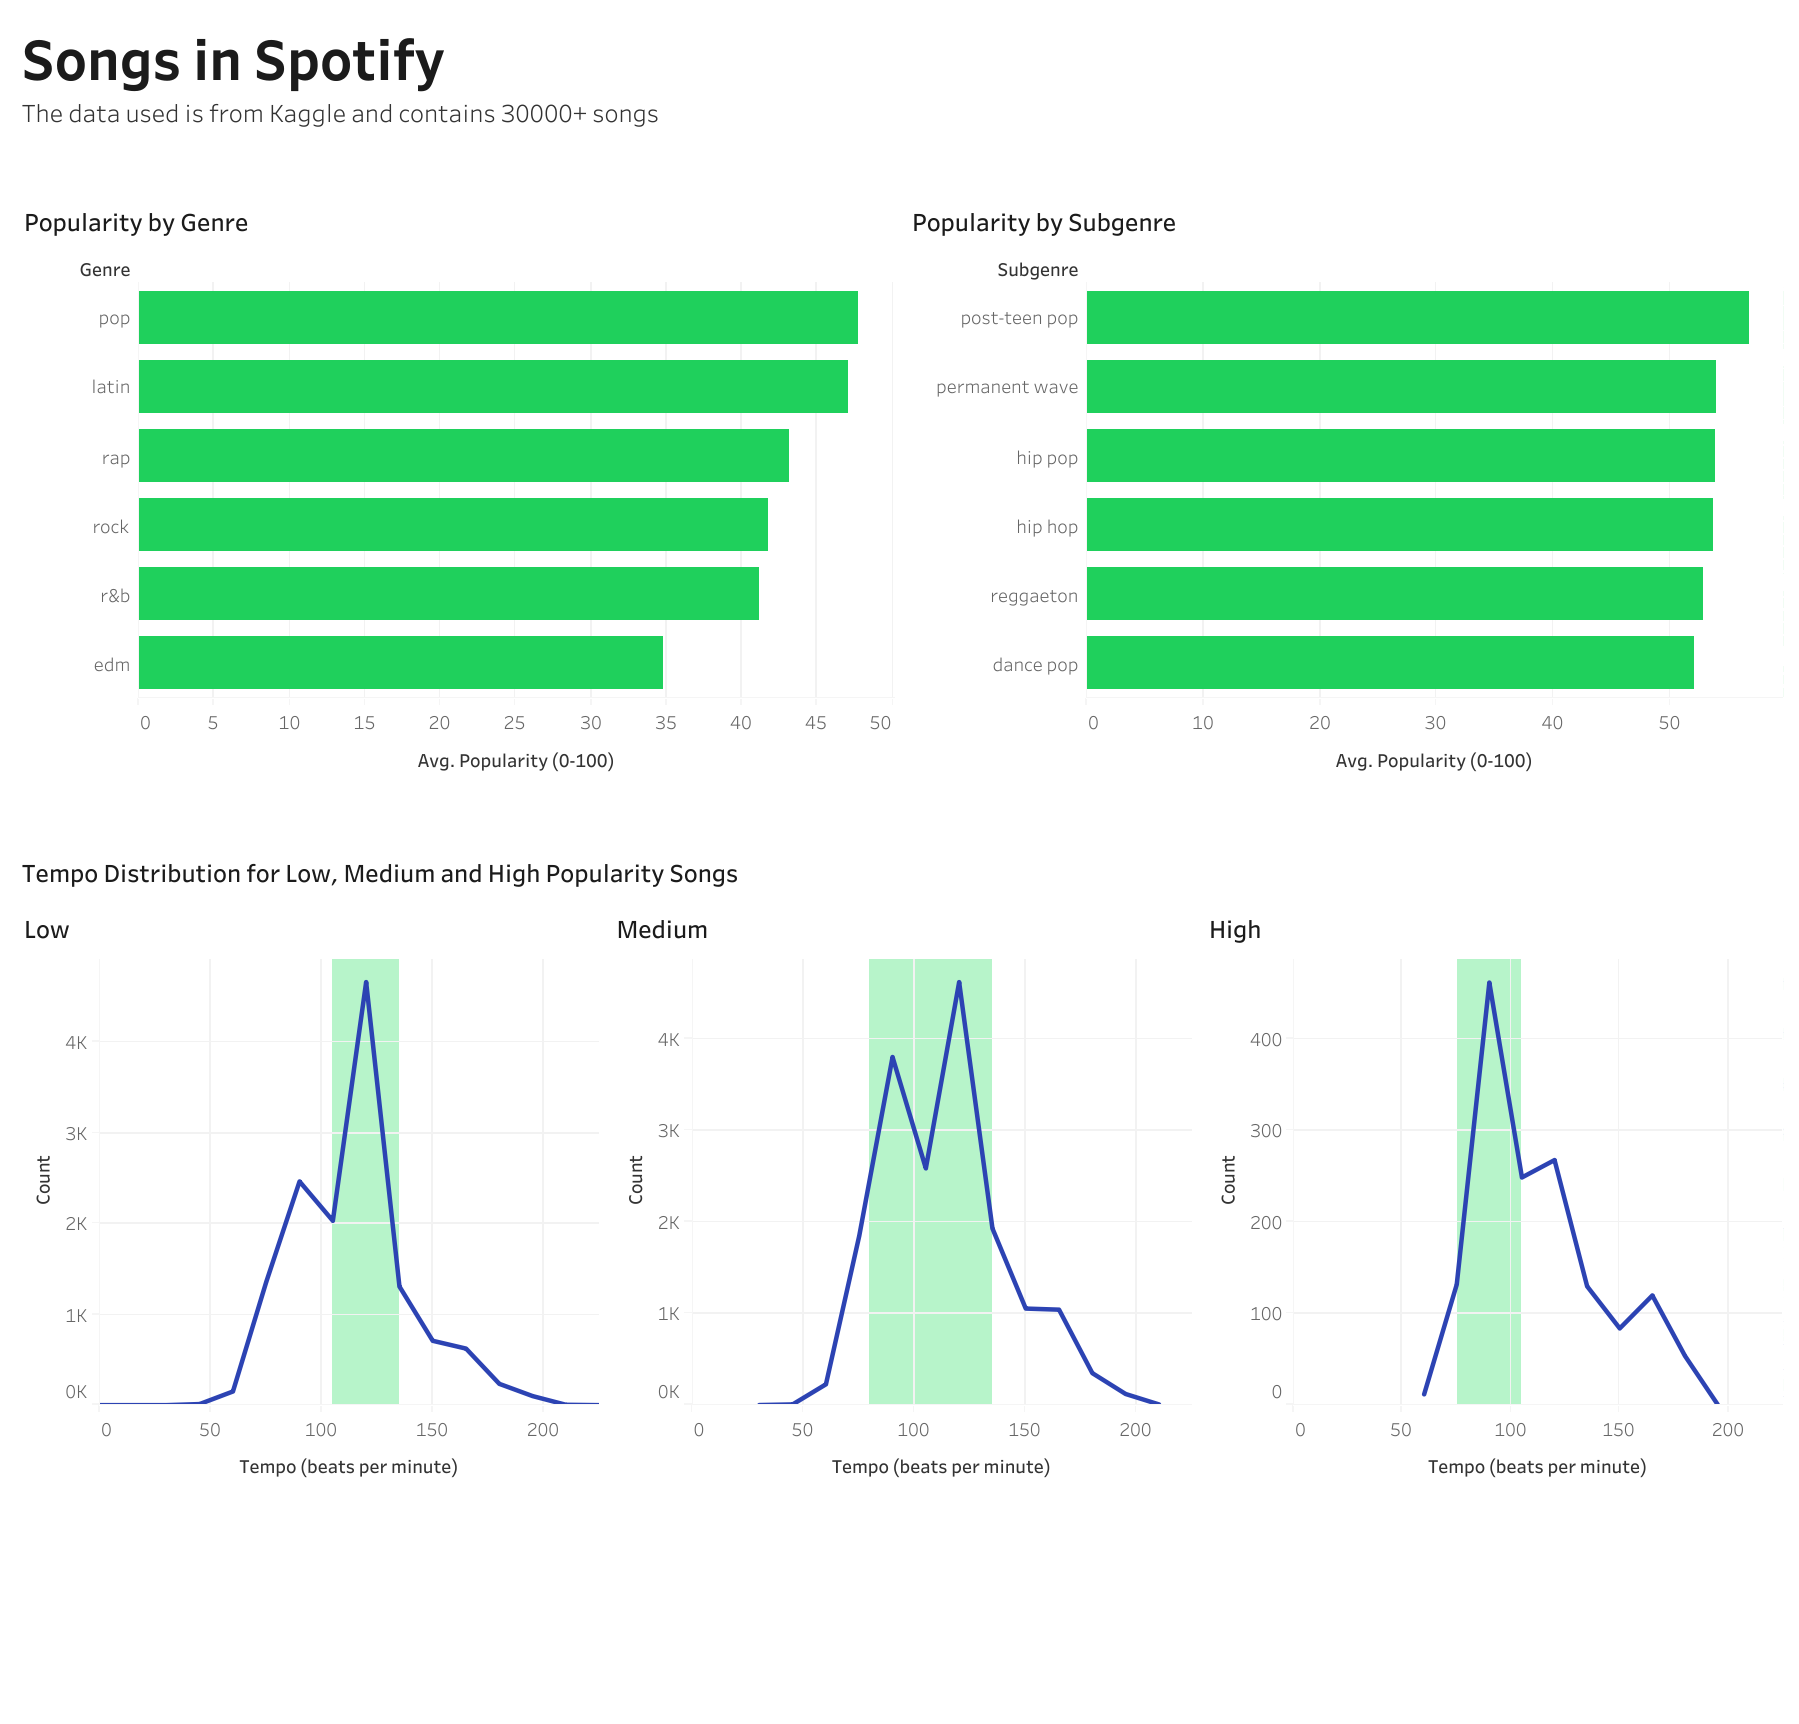 Songs in Spotify
The data used is from Kaggle and contains 30000+ songs
Popularity by Genre
Genre
pop
latin
rap
rock
r&b
edm
0 5 10 15 20 25 30 35 40 45 50
Avg. Popularity (0-100)
Popularity by Subgenre
Subgenre
post-teen pop
permanent wave
hip pop
hip hop
reggaeton
dance pop
0 10 20 30 40 50
Avg. Popularity (0-100)
Tempo Distribution for Low, Medium and High Popularity Songs
Low
Count
4K
3K
2K
1K
0K
0 50 100 150 200
Tempo (beats per minute)
Medium
Count
4K
3K
2K
1K
0K
0 50 100 150 200
Tempo (beats per minute)
High
Count
400
300
200
100
0
0 50 100 150 200
Tempo (beats per minute)